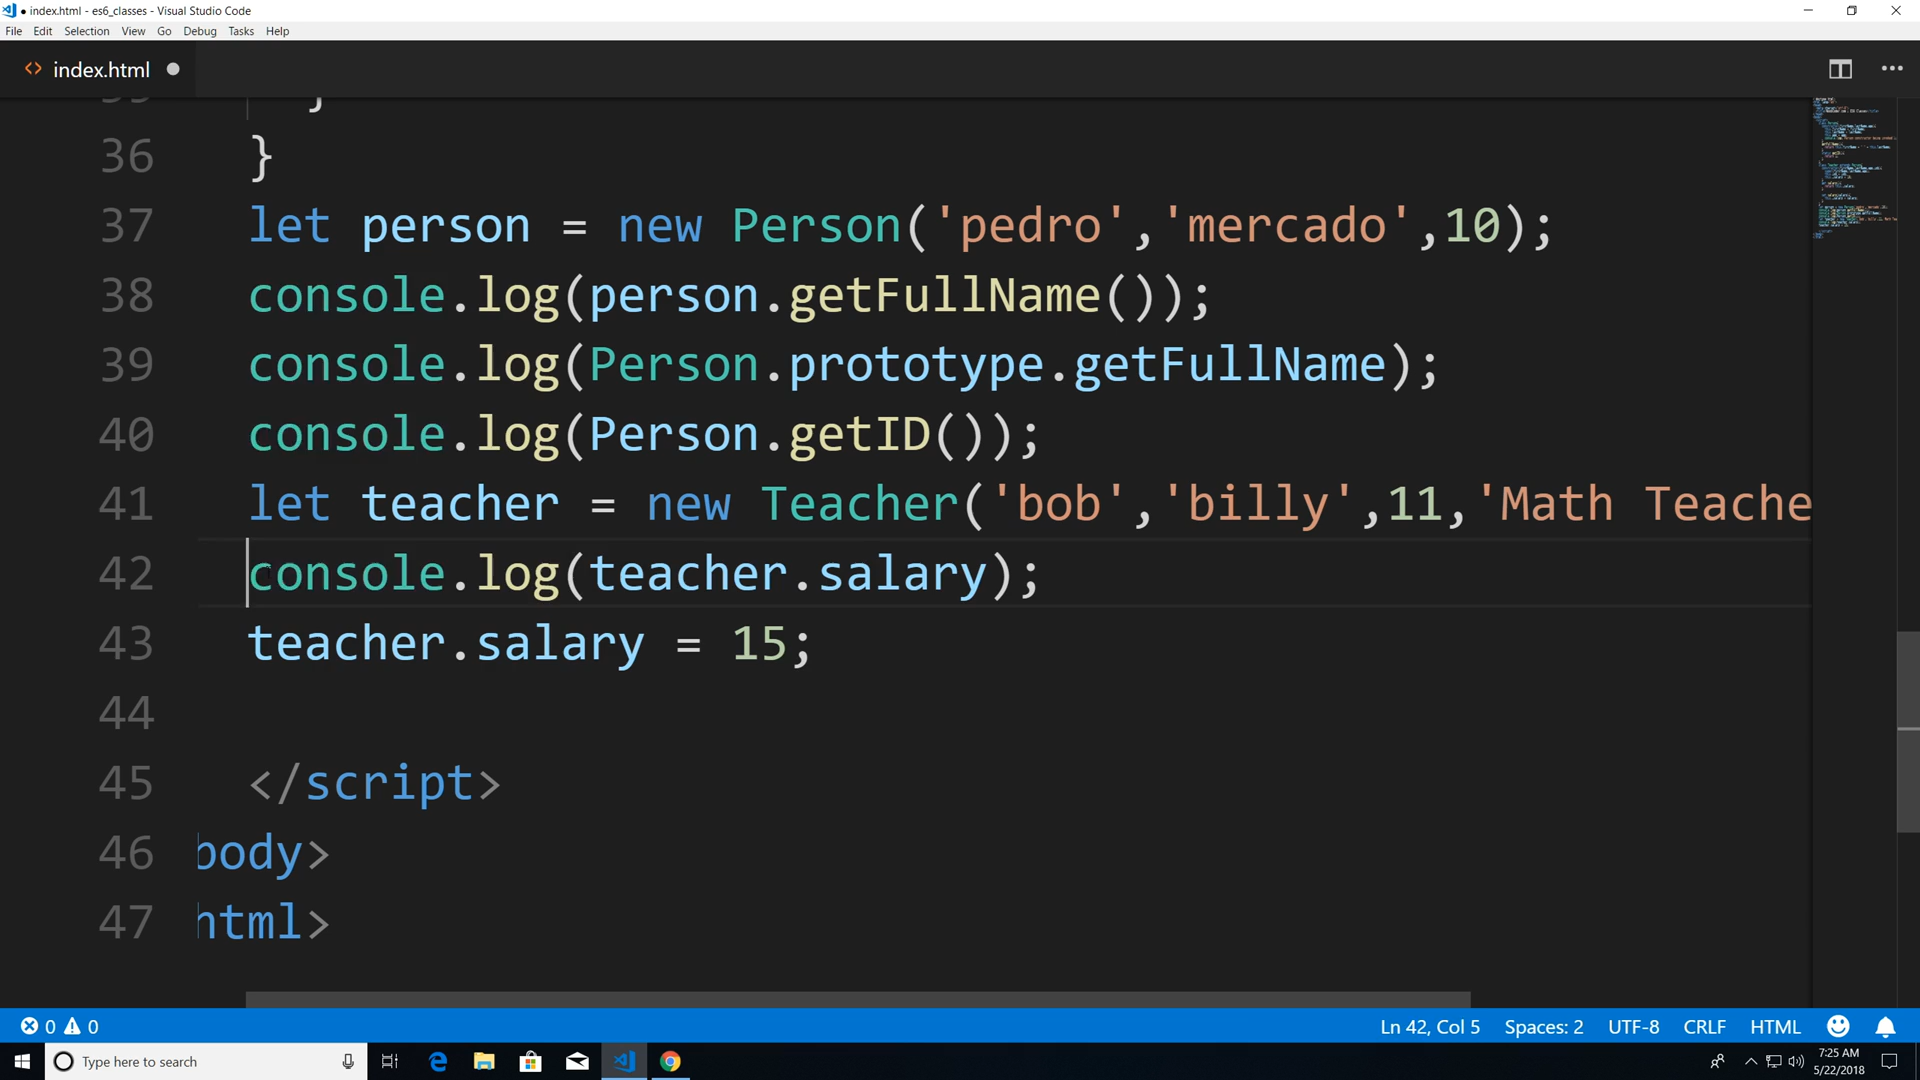 index.html - es6_classes - Visual Studio Code
File Edit Selection View Go Debug Tasks Help
<> index.html
}
36 }
37 let person = new Person('pedro','mercado',10);
38 console.log(person.getFullName());
39 console.log(Person.prototype.getFullName);
40 console.log(Person.getID());
41 let teacher = new Teacher('bob','billy',11,'Math Teache
42 console.log(teacher.salary);
43 teacher.salary = 15;
44
45 </script>
46 body>
47 html>
0 0 Ln 42, Col 5 Spaces: 2 UTF-8 CRLF HTML
Type here to search
7:25 AM
5/22/2018